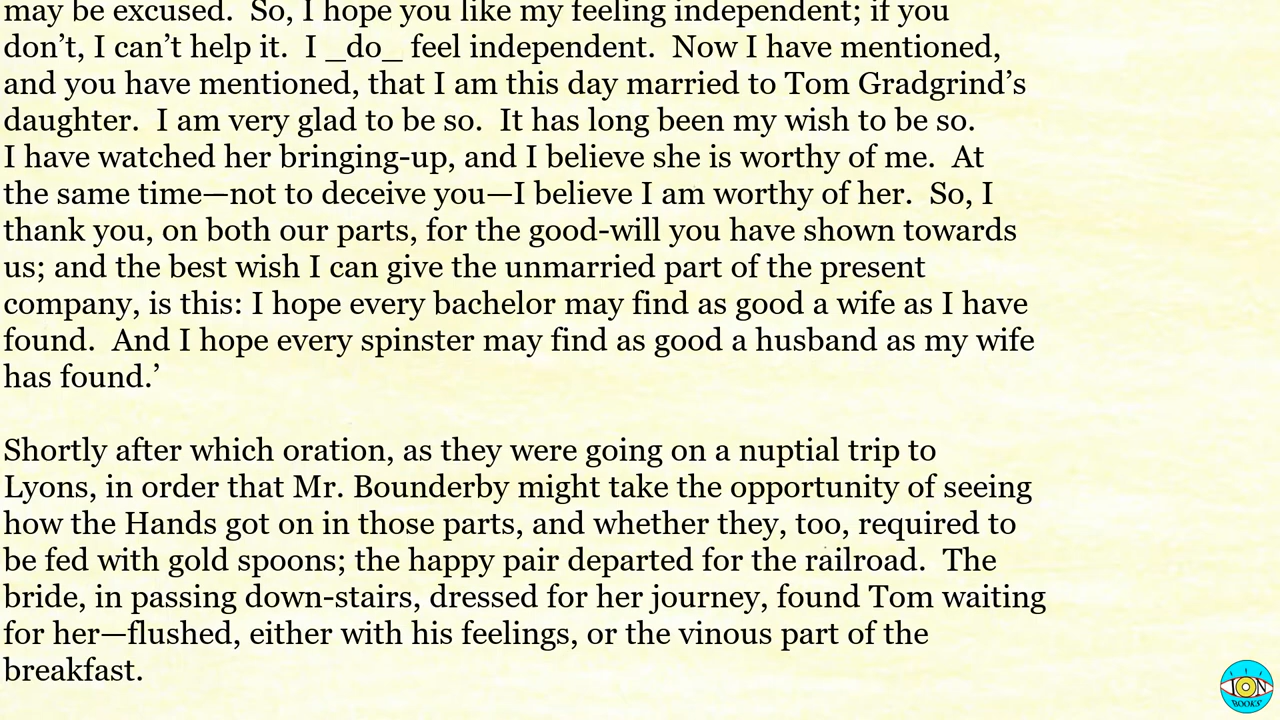 may be excused.  So, I hope you like my feeling independent; if you
don’t, I can’t help it.  I _do_ feel independent.  Now I have mentioned,
and you have mentioned, that I am this day married to Tom Gradgrind’s
daughter.  I am very glad to be so.  It has long been my wish to be so.
I have watched her bringing-up, and I believe she is worthy of me.  At
the same time—not to deceive you—I believe I am worthy of her.  So, I
thank you, on both our parts, for the good-will you have shown towards
us; and the best wish I can give the unmarried part of the present
company, is this: I hope every bachelor may find as good a wife as I have
found.  And I hope every spinster may find as good a husband as my wife
has found.’

Shortly after which oration, as they were going on a nuptial trip to
Lyons, in order that Mr. Bounderby might take the opportunity of seeing
how the Hands got on in those parts, and whether they, too, required to
be fed with gold spoons; the happy pair departed for the railroad.  The
bride, in passing down-stairs, dressed for her journey, found Tom waiting
for her—flushed, either with his feelings, or the vinous part of the
breakfast.
ION
BOOKS